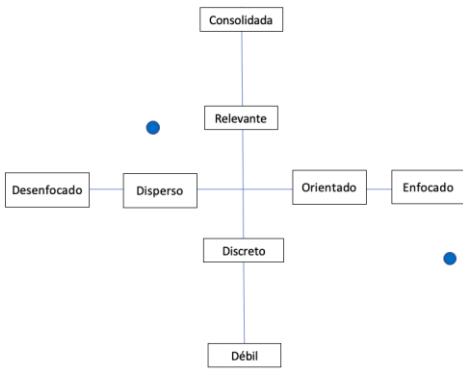 Consolidada
Relevante
Desenfocado
Disperso
Orientado
Enfocado
Discreto
Débil